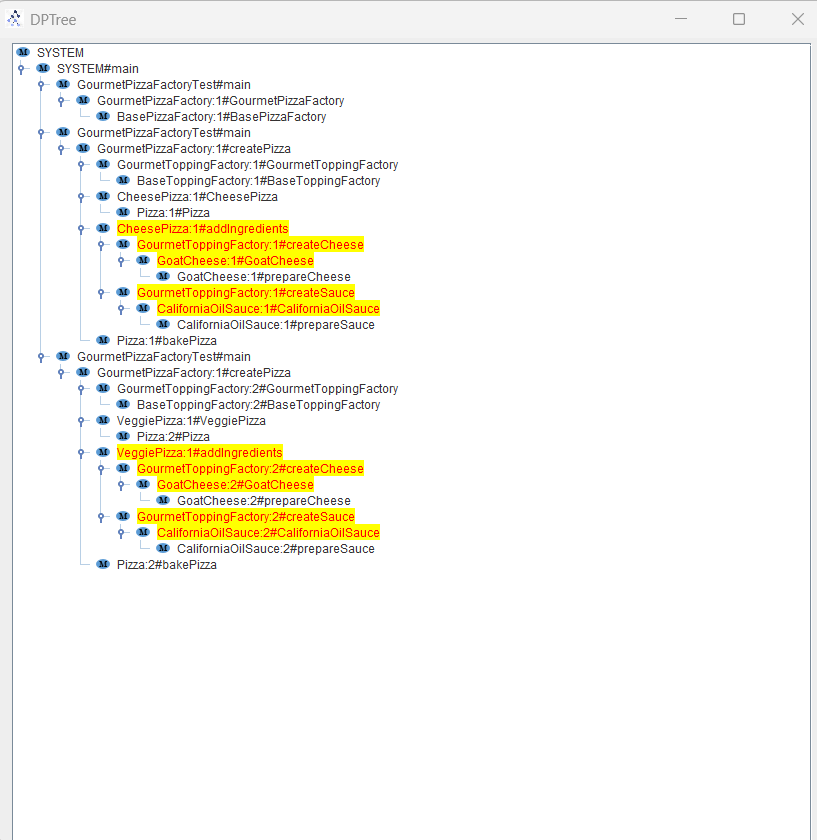 DPTree
SYSTEM
SYSTEM#main
GourmetPizzaFactoryTest#main
GourmetPizzaFactory:1#GourmetPizzaFactory
BasePizzaFactory:1#BasePizzaFactory
GourmetPizzaFactoryTest#main
GourmetPizzaFactory:1#createPizza
GourmetToppingFactory:1#GourmetToppingFactory
BaseToppingFactory:1#BaseToppingFactory
CheesePizza:1#CheesePizza
Pizza:1#Pizza
CheesePizza:1#addIngredients
GourmetToppingFactory:1#createCheese
GoatCheese:1#GoatCheese
GoatCheese:1#prepareCheese
GourmetToppingFactory:1#createSauce
CaliforniaOilSauce:1#CaliforniaOilSauce
CaliforniaOilSauce:1#prepareSauce
Pizza:1#bakePizza
GourmetPizzaFactoryTest#main
GourmetPizzaFactory:1#createPizza
GourmetToppingFactory:2#GourmetToppingFactory
BaseToppingFactory:2#BaseToppingFactory
VeggiePizza:1#VeggiePizza
Pizza:2#Pizza
VeggiePizza:1#addIngredients
GourmetToppingFactory:2#createCheese
GoatCheese:2#GoatCheese
GoatCheese:2#prepareCheese
GourmetToppingFactory:2#createSauce
CaliforniaOilSauce:2#CaliforniaOilSauce
CaliforniaOilSauce:2#prepareSauce
Pizza:2#bakePizza